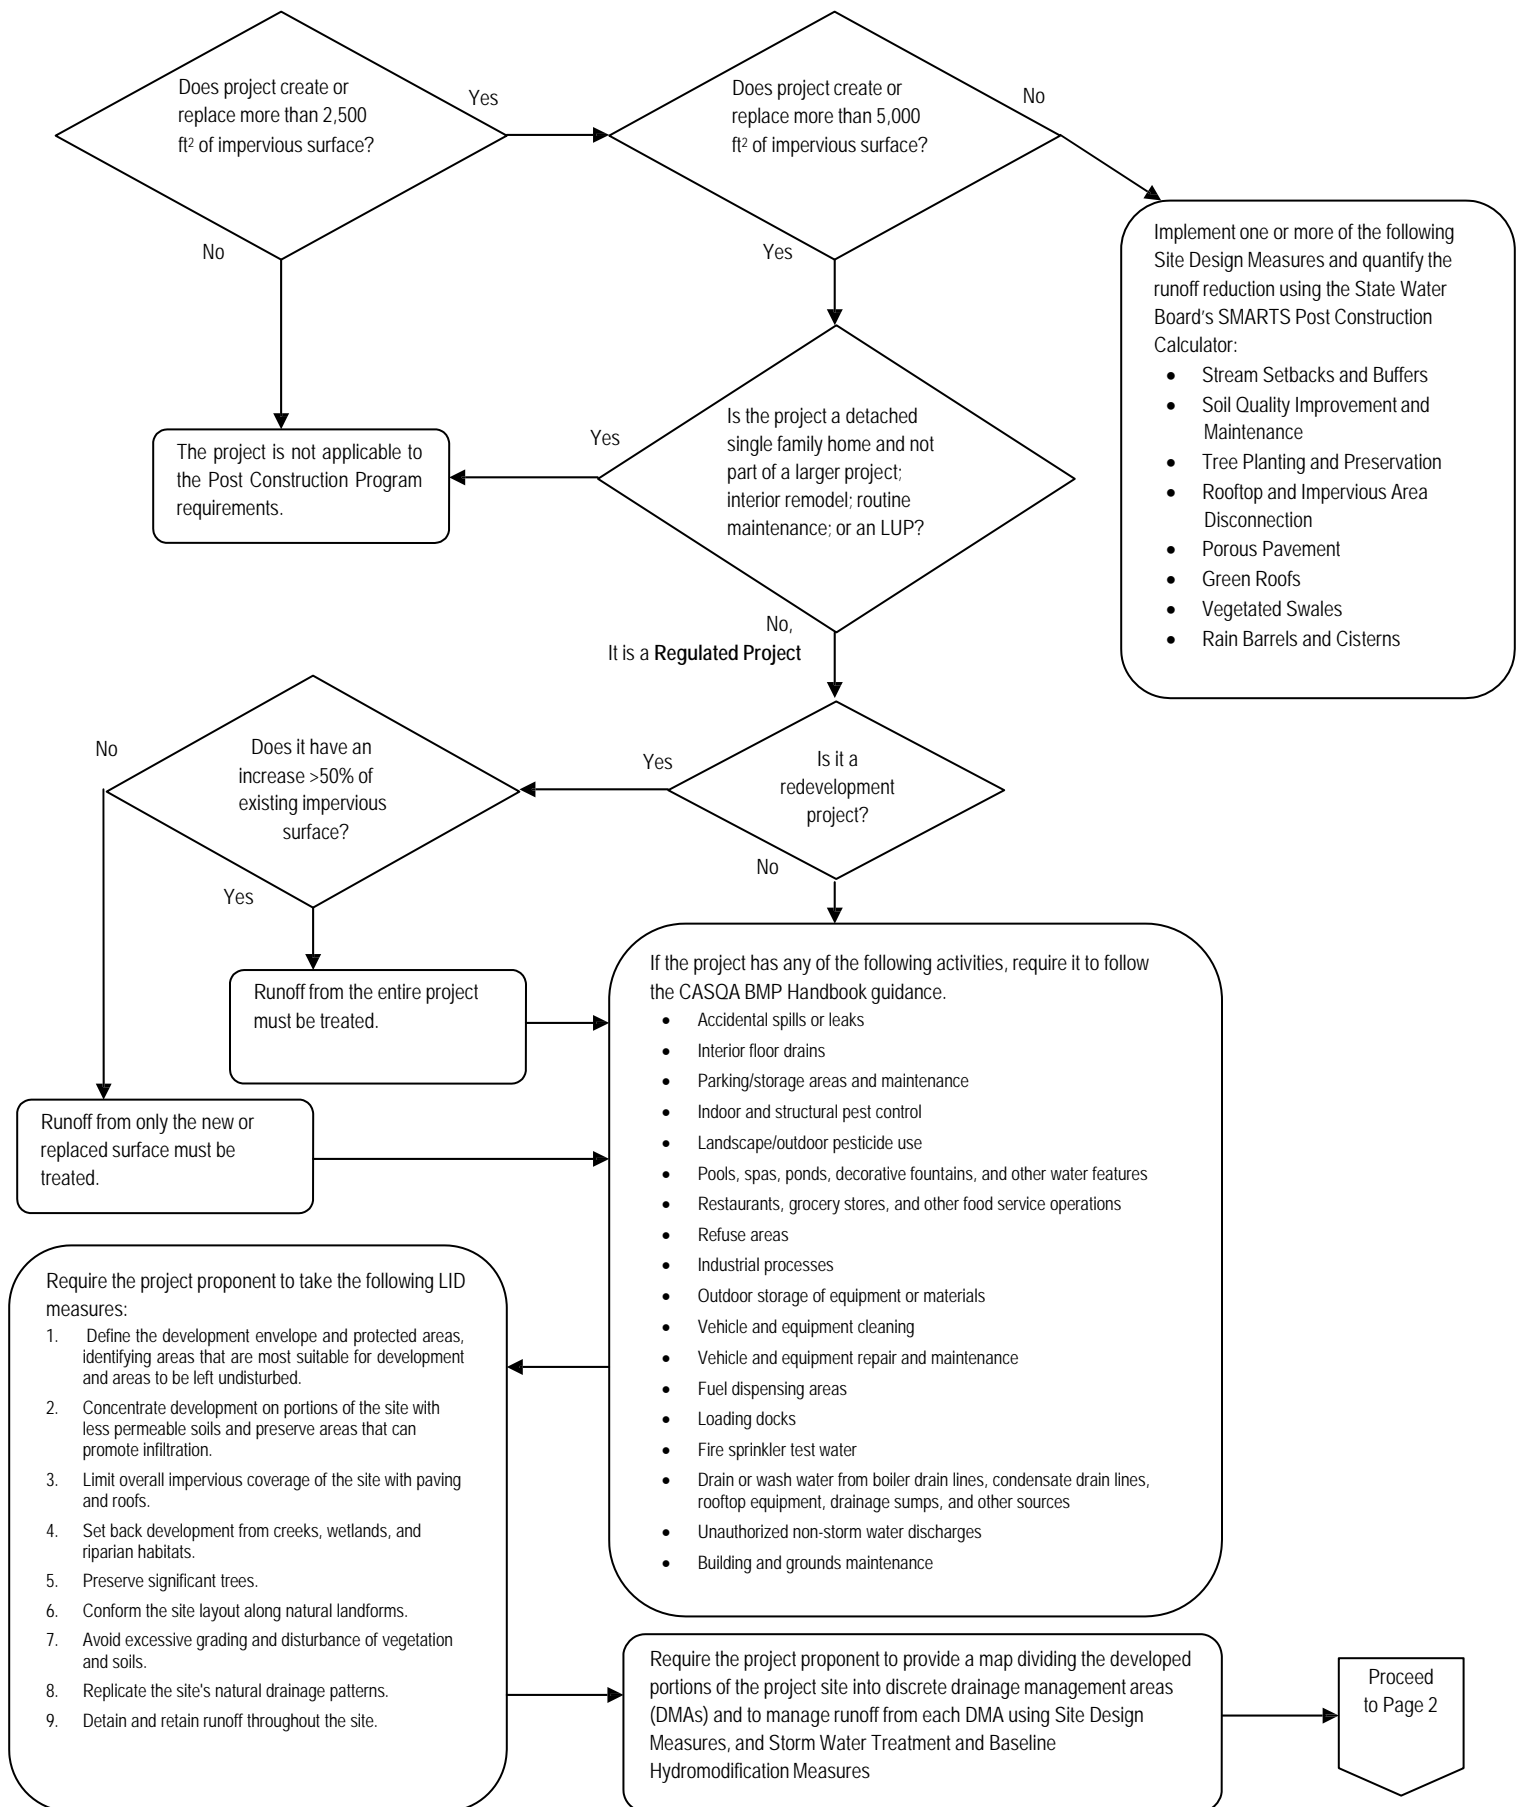 Does project create or
replace more than 2,500
ft² of impervious surface?
Yes
No
Does project create or
replace more than 5,000
ft² of impervious surface?
No
Yes
Implement one or more of the following
Site Design Measures and quantify the
runoff reduction using the State Water
Board's SMARTS Post Construction
Calculator:
• Stream Setbacks and Buffers
• Soil Quality Improvement and
Maintenance
• Tree Planting and Preservation
• Rooftop and Impervious Area
Disconnection
• Porous Pavement
• Green Roofs
• Vegetated Swales
• Rain Barrels and Cisterns
Is the project a detached
single family home and not
part of a larger project;
interior remodel; routine
maintenance; or an LUP?
Yes
The project is not applicable to
the Post Construction Program
requirements.
No,
It is a Regulated Project
Is it a
redevelopment
project?
Yes
No
Does it have an
increase >50% of
existing impervious
surface?
No
Yes
Runoff from the entire project
must be treated.
Runoff from only the new or
replaced surface must be
treated.
If the project has any of the following activities, require it to follow
the CASQA BMP Handbook guidance.
• Accidental spills or leaks
• Interior floor drains
• Parking/storage areas and maintenance
• Indoor and structural pest control
• Landscape/outdoor pesticide use
• Pools, spas, ponds, decorative fountains, and other water features
• Restaurants, grocery stores, and other food service operations
• Refuse areas
• Industrial processes
• Outdoor storage of equipment or materials
• Vehicle and equipment cleaning
• Vehicle and equipment repair and maintenance
• Fuel dispensing areas
• Loading docks
• Fire sprinkler test water
• Drain or wash water from boiler drain lines, condensate drain lines,
rooftop equipment, drainage sumps, and other sources
• Unauthorized non-storm water discharges
• Building and grounds maintenance
Require the project proponent to take the following LID
measures:
1. Define the development envelope and protected areas,
identifying areas that are most suitable for development
and areas to be left undisturbed.
2. Concentrate development on portions of the site with
less permeable soils and preserve areas that can
promote infiltration.
3. Limit overall impervious coverage of the site with paving
and roofs.
4. Set back development from creeks, wetlands, and
riparian habitats.
5. Preserve significant trees.
6. Conform the site layout along natural landforms.
7. Avoid excessive grading and disturbance of vegetation
and soils.
8. Replicate the site's natural drainage patterns.
9. Detain and retain runoff throughout the site.
Require the project proponent to provide a map dividing the developed
portions of the project site into discrete drainage management areas
(DMAs) and to manage runoff from each DMA using Site Design
Measures, and Storm Water Treatment and Baseline
Hydromodification Measures
Proceed
to Page 2